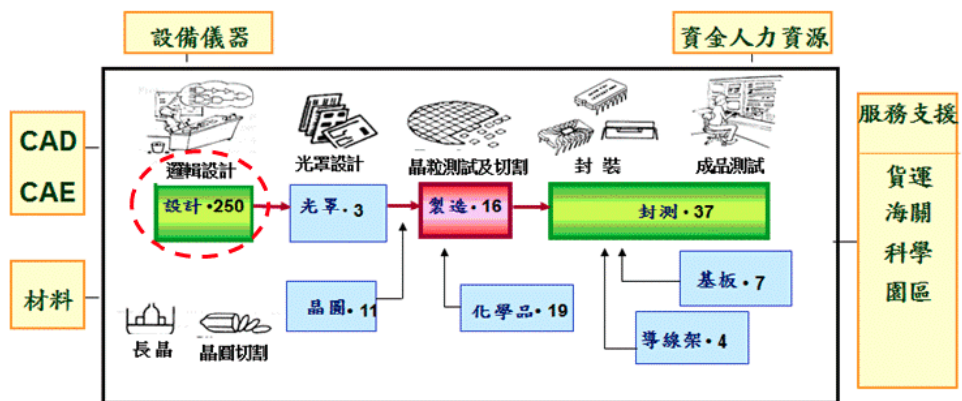 設備儀器
資金人力資源
CAD
CAE
材料
服務支援
貨運
海關
科學
園區
邏輯設計
光罩設計
晶粒測試及切割
封裝
成品測試
設計•250
光罩•3
製造•16
封測•37
晶圓•11
化學品•19
基板•7
導線架•4
長晶
晶圓切割